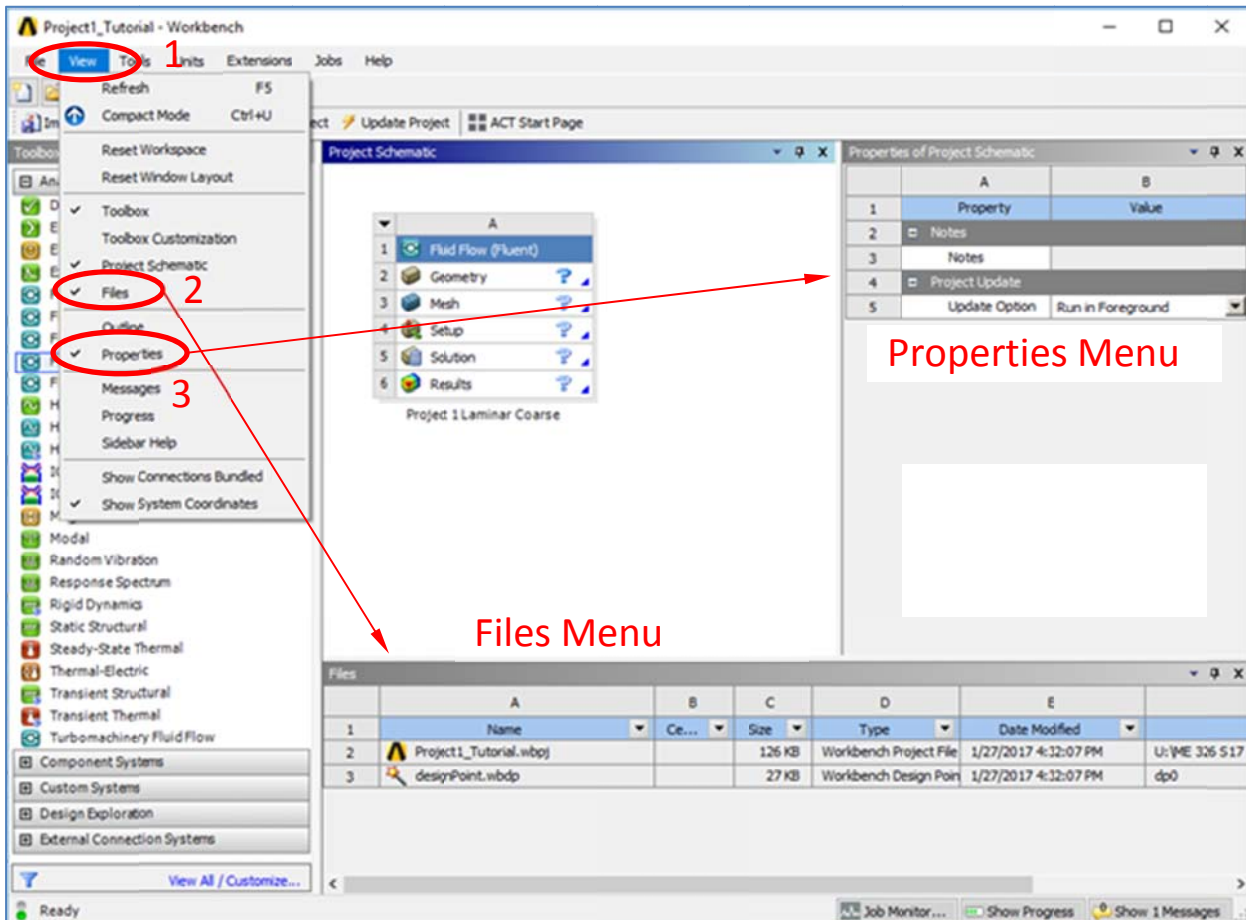 Project1_Tutorial - Workbench
View Tools Units Extensions Jobs Help
1
Refresh F5
Compact Mode Ctrl+U
Update Project ACT Start Page
Reset Workspace
Reset Window Layout
Toolbox
Toolbox Customization
Project Schematic
Files
2
Outline
Properties
3
Messages
Progress
Sidebar Help
Show Connections Bundled
Show System Coordinates
Modal
Random Vibration
Response Spectrum
Rigid Dynamics
Static Structural
Steady-State Thermal
Thermal-Electric
Transient Structural
Transient Thermal
Turbomachinery Fluid Flow
Component Systems
Custom Systems
Design Exploration
External Connection Systems
View All / Customize...
Project Schematic
A
1 Fluid Flow (Fluent)
2 Geometry ?
3 Mesh ?
4 Setup ?
5 Solution ?
6 Results ?
Project 1 Laminar Coarse
Properties of Project Schematic
A B
1 Property Value
2 Notes
3 Notes
4 Project Update
5 Update Option Run in Foreground
Properties Menu
Files Menu
Files
A B C D E
1 Name Ce... Size Type Date Modified
2 Project1_Tutorial.wbpj 126 KB Workbench Project File 1/27/2017 4:32:07 PM U:\ME 326 S17
3 designPoint.wbdp 27 KB Workbench Design Poin 1/27/2017 4:32:07 PM dp0
Ready Job Monitor... Show Progress Show 1 Messages